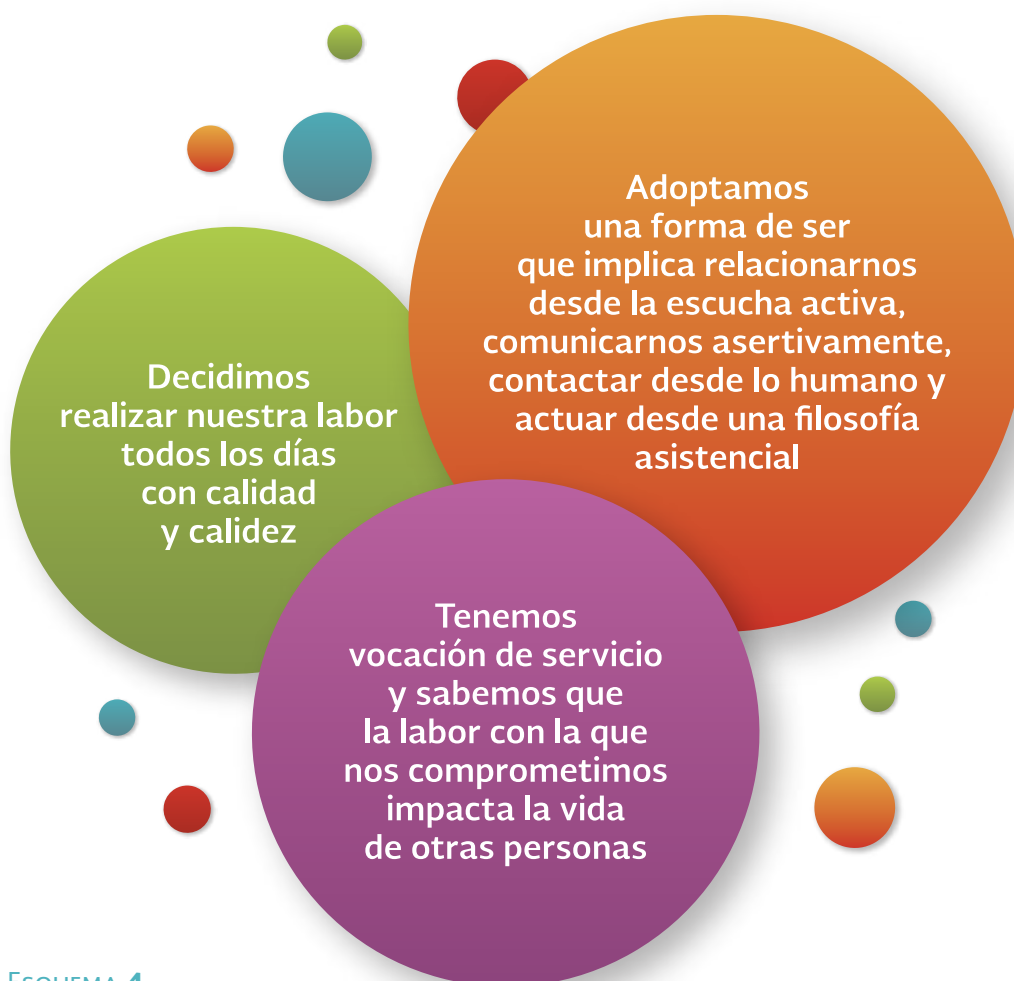 Adoptamos
una forma de ser
que implica relacionarnos
desde la escucha activa,
comunicarnos asertivamente,
contactar desde lo humano y
actuar desde una filosofía
asistencial
Decidimos
realizar nuestra labor
todos los días
con calidad
y calidez
Tenemos
vocación de servicio
y sabemos que
la labor con la que
nos comprometimos
impacta la vida
de otras personas
Esquema